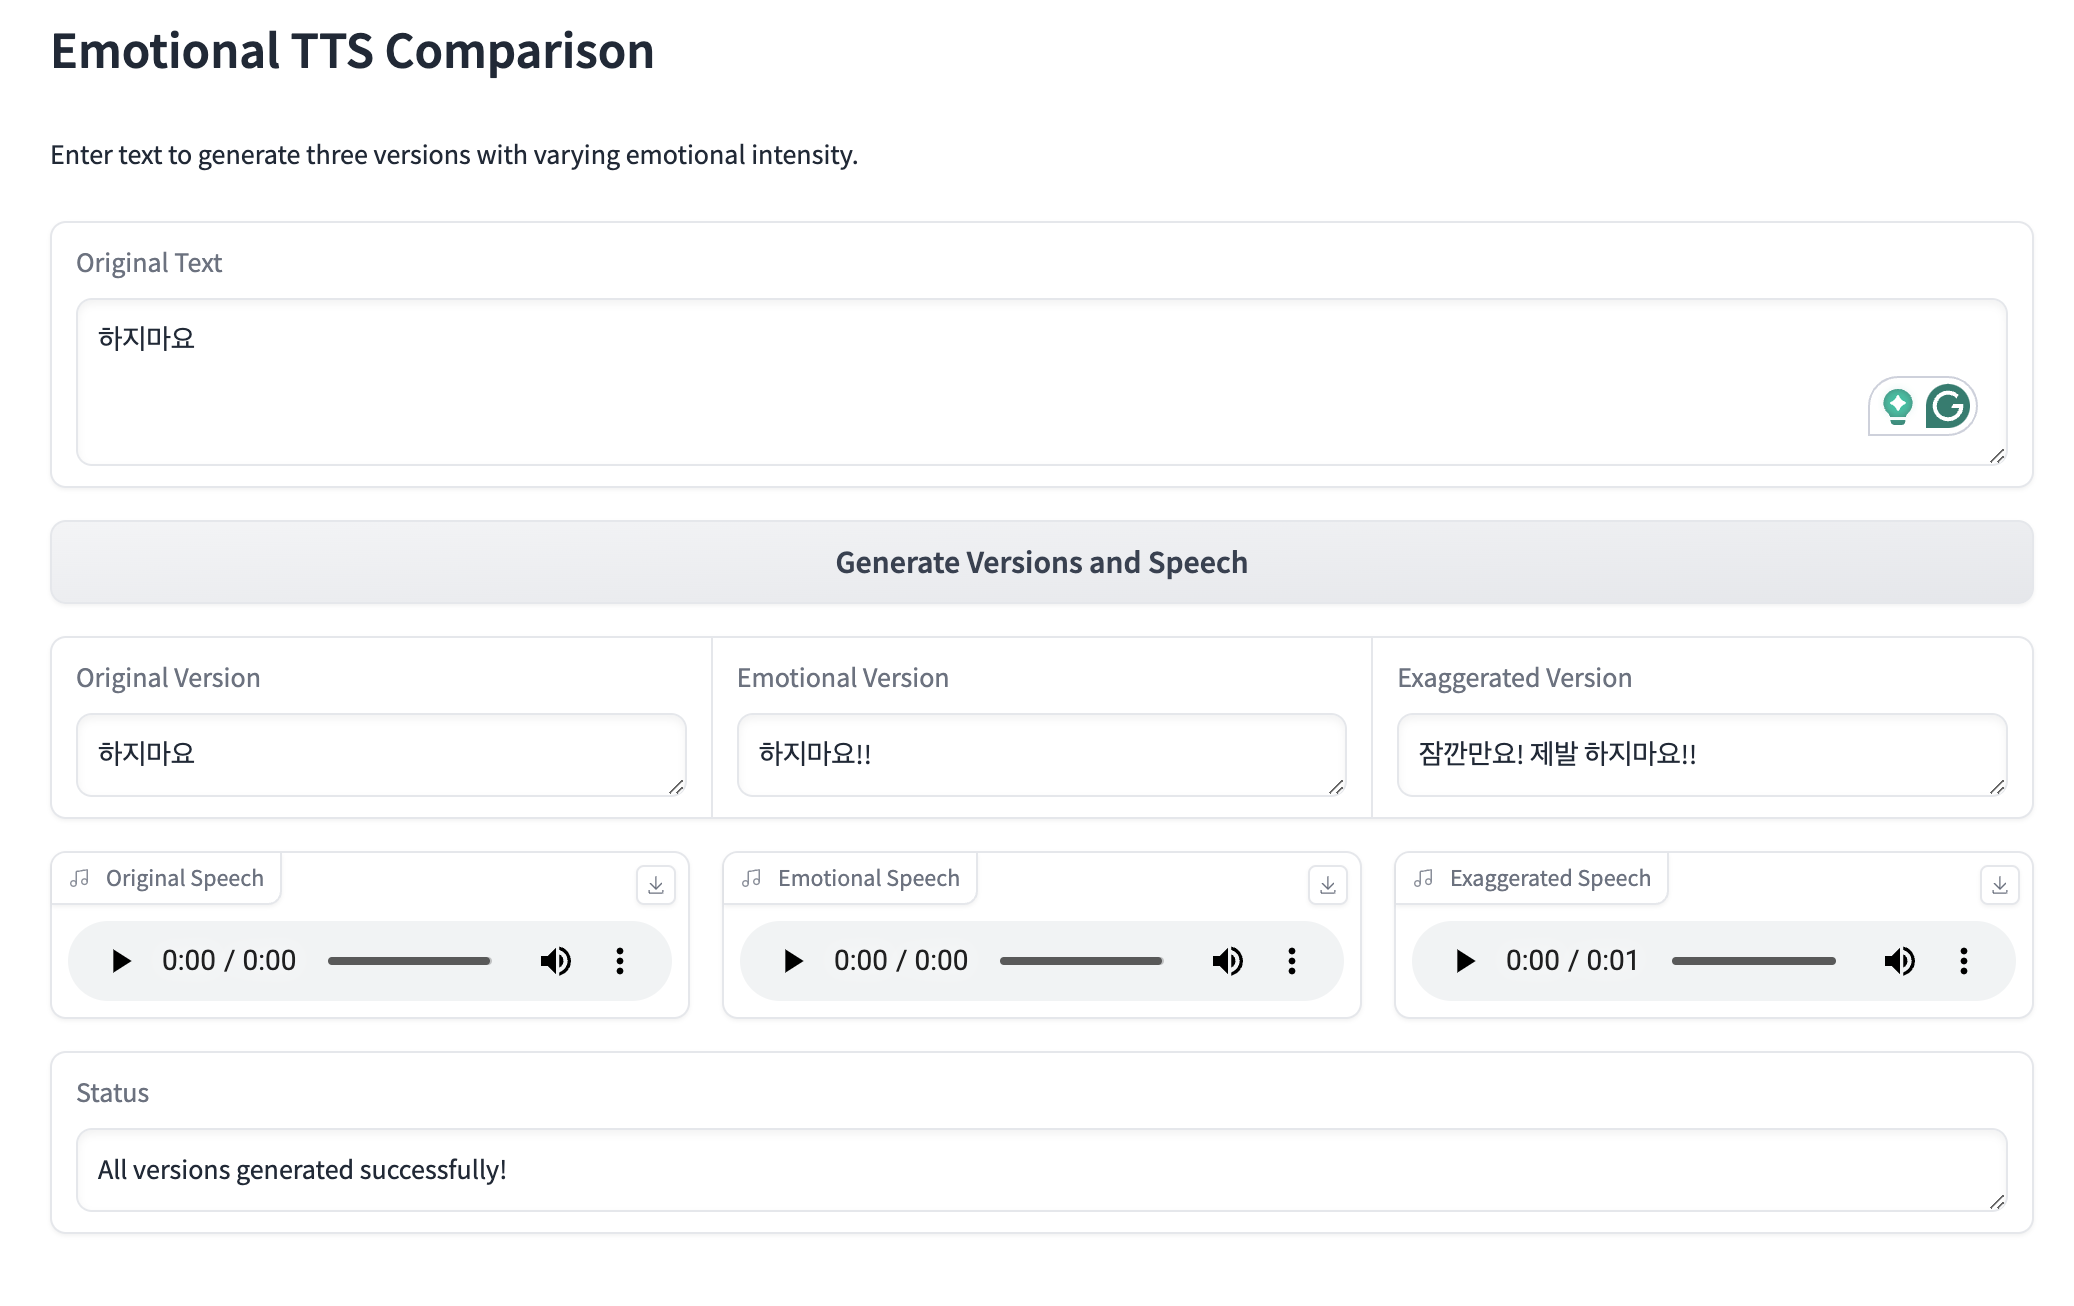 Emotional TTS Comparison
Enter text to generate three versions with varying emotional intensity.
Original Text
하지마요
Generate Versions and Speech
Original Version
하지마요
Emotional Version
하지마요!!
Exaggerated Version
잠깐만요! 제발 하지마요!!
Original Speech
0:00 / 0:00
Emotional Speech
0:00 / 0:00
Exaggerated Speech
0:00 / 0:01
Status
All versions generated successfully!